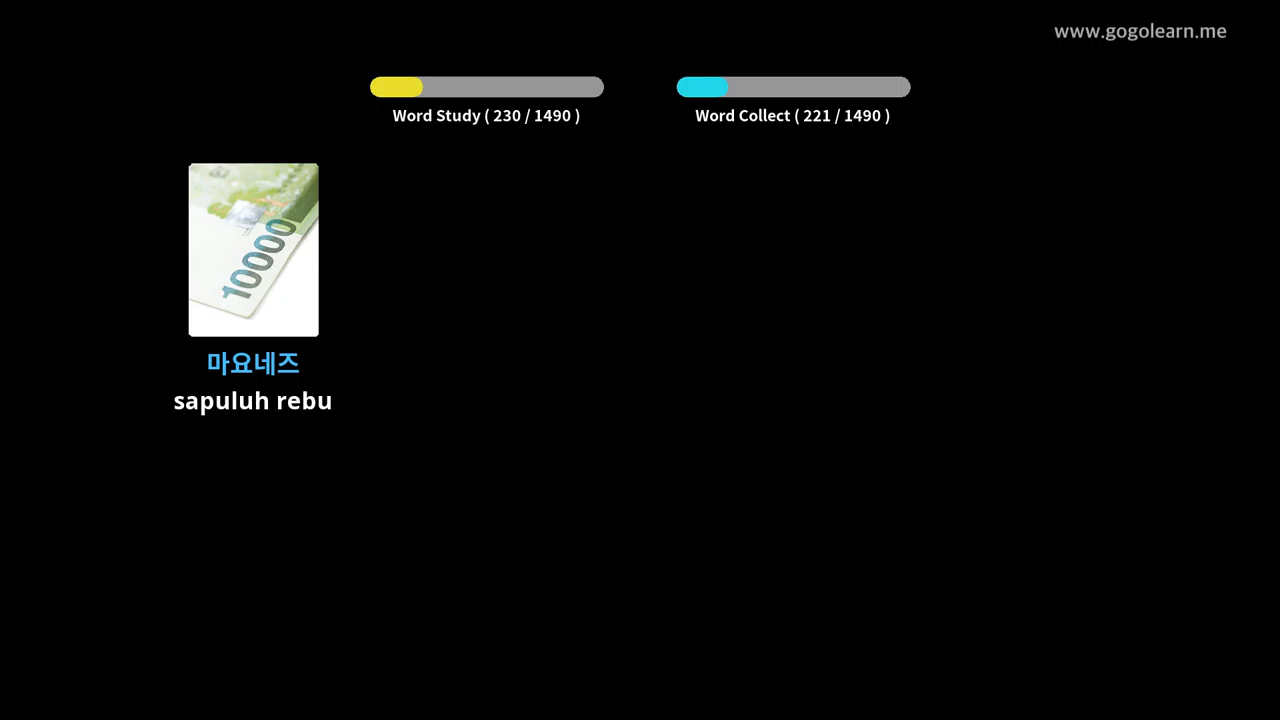 www.gogolearn.me
Word Study ( 230 / 1490 )
Word Collect ( 221 / 1490 )
10000
마요네즈
sapuluh rebu